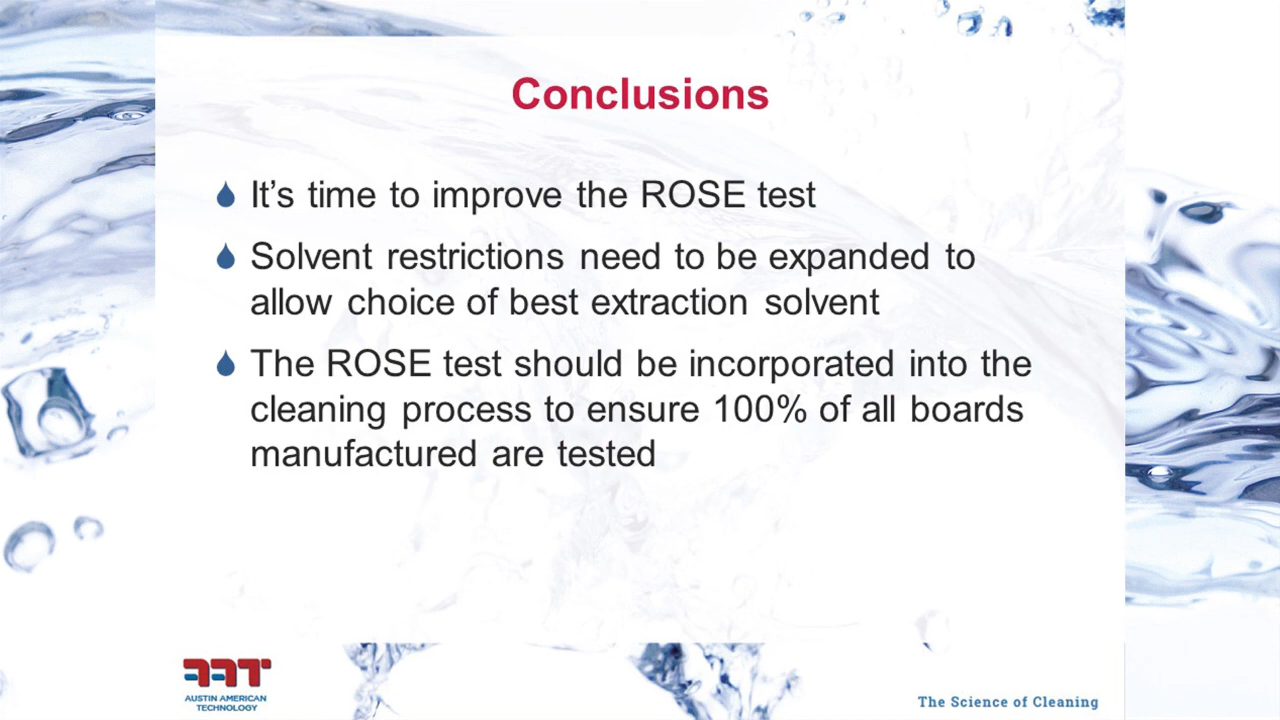 Conclusions
It’s time to improve the ROSE test
Solvent restrictions need to be expanded to
allow choice of best extraction solvent
The ROSE test should be incorporated into the
cleaning process to ensure 100% of all boards
manufactured are tested
AAT
AUSTIN AMERICAN
TECHNOLOGY
The Science of Cleaning